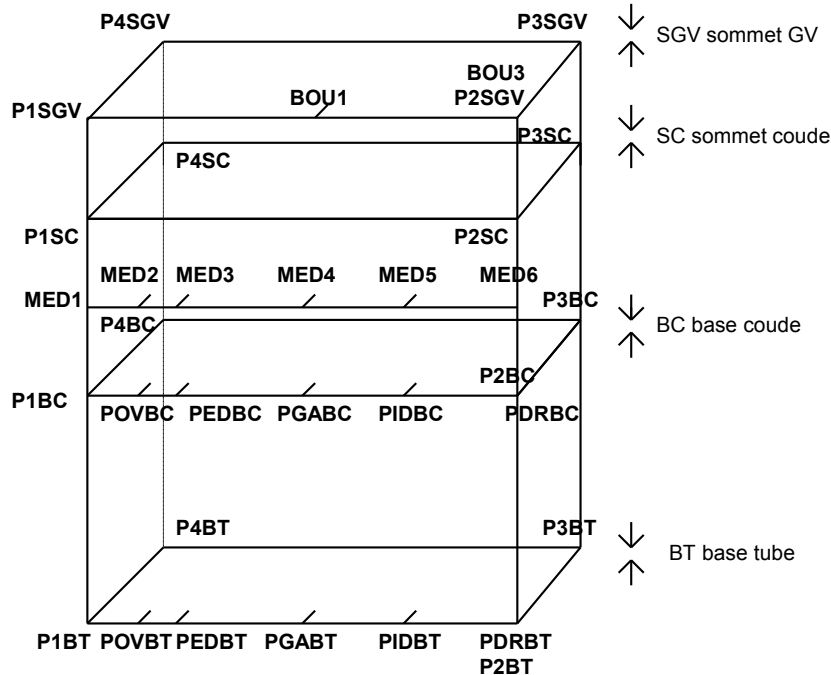 P4SGV P3SGV
SGV sommet GV
BOU3
P1SGV BOU1 P2SGV
P3SC SC sommet coude
P4SC
P1SC P2SC
MED2 MED3 MED4 MED5 MED6
MED1 P3BC
P4BC BC base coude
P2BC
P1BC POVBC PEDBC PGABC PIDBC PDRBC
P4BT P3BT
BT base tube
P1BT POVBT PEDBT PGABT PIDBT PDRBT
P2BT